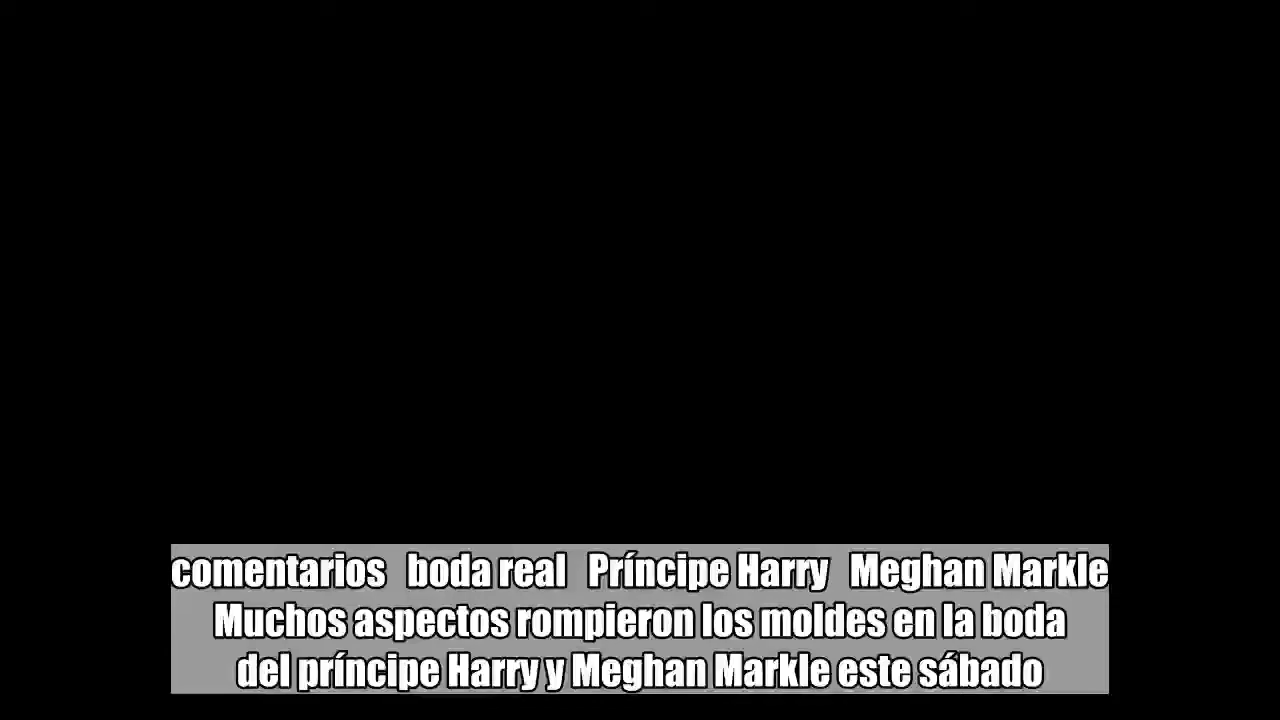 comentarios boda real Príncipe Harry Meghan Markle
Muchos aspectos rompieron los moldes en la boda
del príncipe Harry y Meghan Markle este sábado